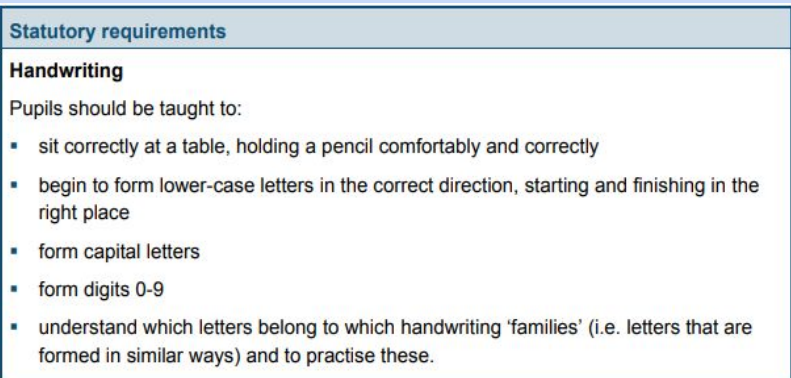 Statutory requirements
Handwriting
Pupils should be taught to:
▪ sit correctly at a table, holding a pencil comfortably and correctly
▪ begin to form lower-case letters in the correct direction, starting and finishing in the
right place
▪ form capital letters
▪ form digits 0-9
▪ understand which letters belong to which handwriting ‘families’ (i.e. letters that are
formed in similar ways) and to practise these.